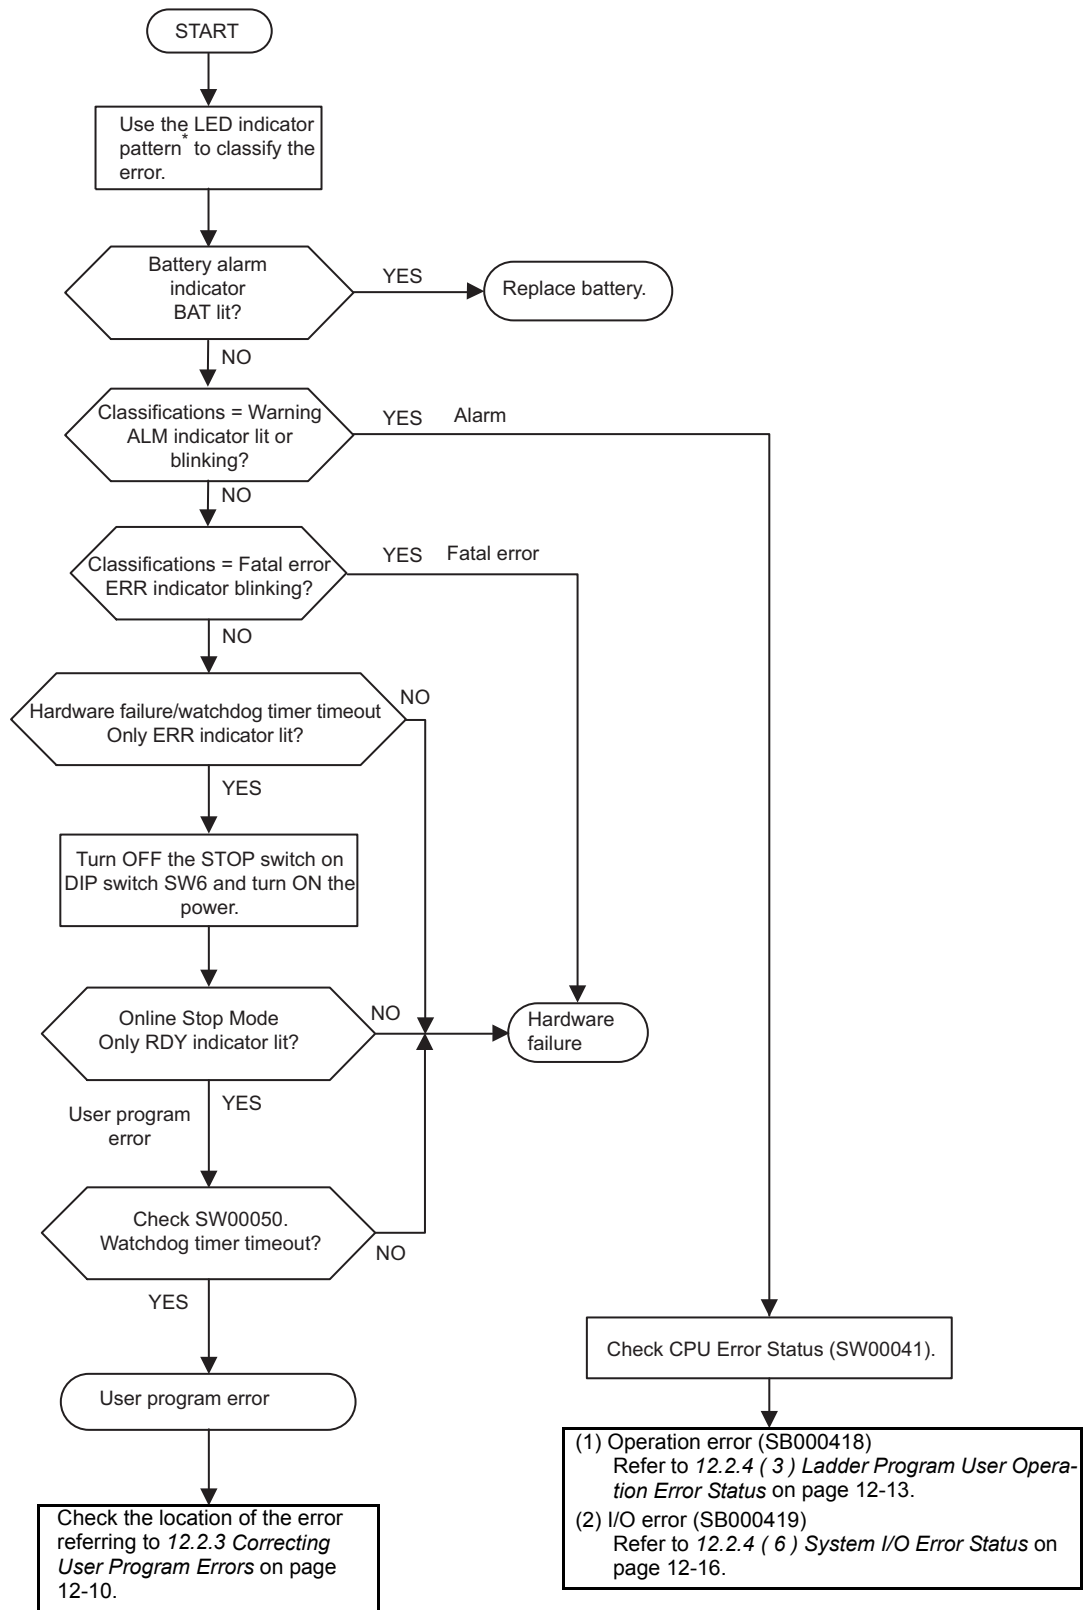 START
Use the LED indicator
pattern* to classify the
error.
Battery alarm
indicator
BAT lit?
YES
Replace battery.
NO
Classifications = Warning
ALM indicator lit or
blinking?
YES Alarm
NO
Classifications = Fatal error
ERR indicator blinking?
YES Fatal error
NO
Hardware failure/watchdog timer timeout
Only ERR indicator lit?
NO
YES
Turn OFF the STOP switch on
DIP switch SW6 and turn ON the
power.
Online Stop Mode
Only RDY indicator lit?
NO
Hardware
failure
YES
User program
error
Check SW00050.
Watchdog timer timeout?
NO
YES
User program error
Check the location of the error
referring to 12.2.3 Correcting
User Program Errors on page
12-10.
Check CPU Error Status (SW00041).
(1) Operation error (SB000418)
Refer to 12.2.4 ( 3 ) Ladder Program User Opera-
tion Error Status on page 12-13.
(2) I/O error (SB000419)
Refer to 12.2.4 ( 6 ) System I/O Error Status on
page 12-16.